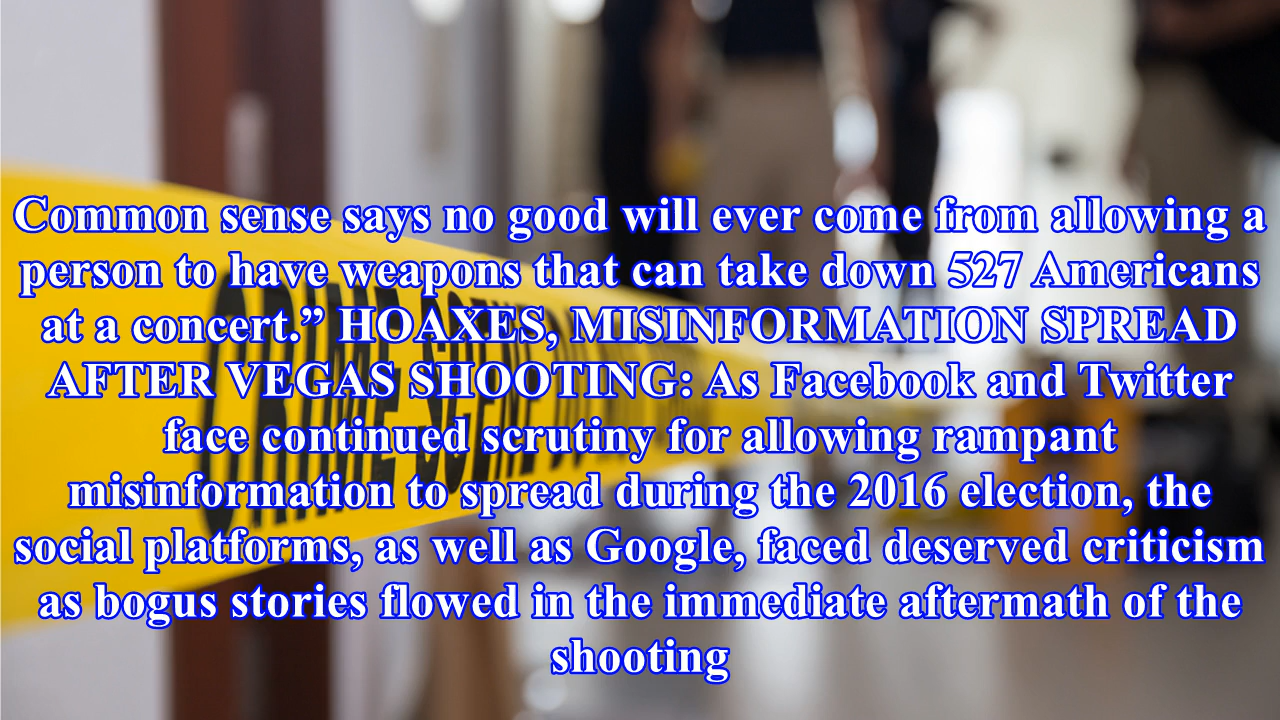 Common sense says no good will ever come from allowing a
person to have weapons that can take down 527 Americans
at a concert.” HOAXES, MISINFORMATION SPREAD
AFTER VEGAS SHOOTING: As Facebook and Twitter
face continued scrutiny for allowing rampant
misinformation to spread during the 2016 election, the
social platforms, as well as Google, faced deserved criticism
as bogus stories flowed in the immediate aftermath of the
shooting
CRIME SCENE DO